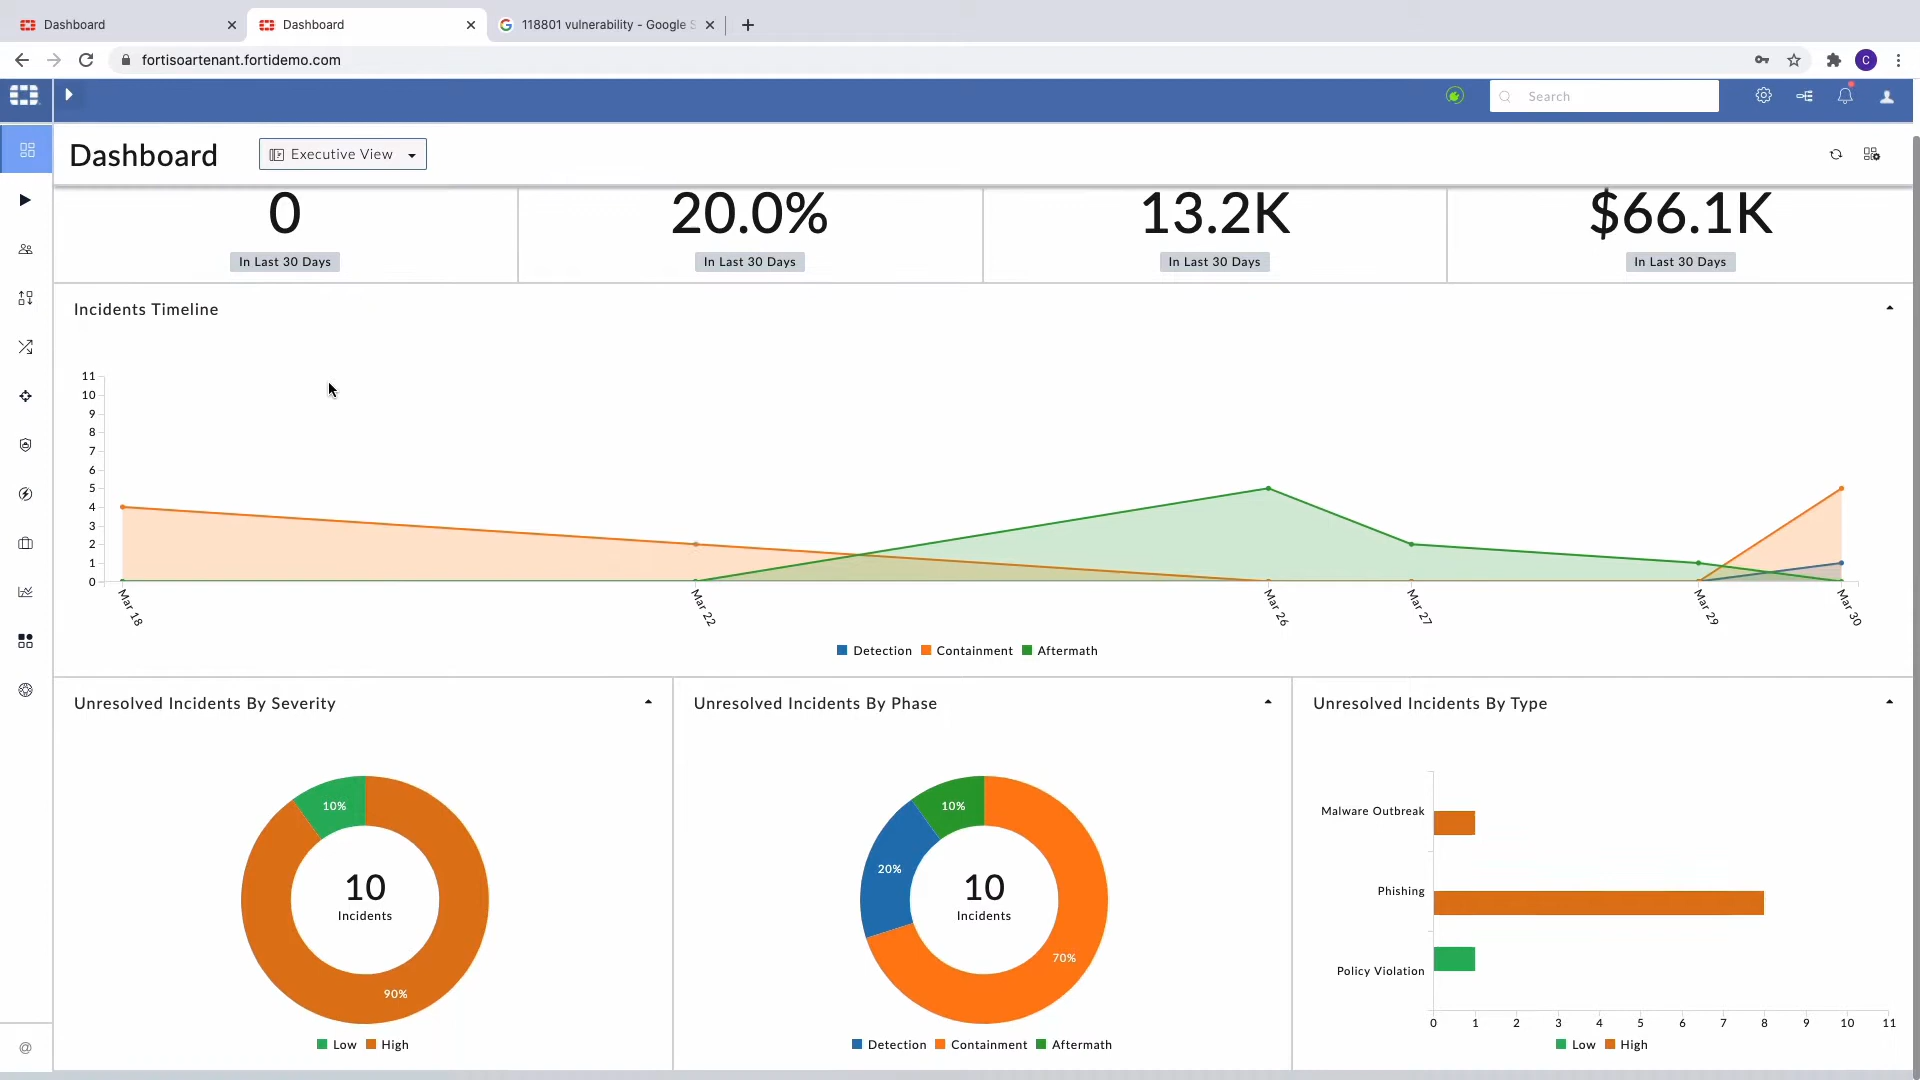 Dashboard
Dashboard
118801 vulnerability - Google S
fortisoartenant.fortidemo.com
C
Search
Dashboard
Executive View
0
In Last 30 Days
20.0%
In Last 30 Days
13.2K
In Last 30 Days
$66.1K
In Last 30 Days
Incidents Timeline
11
10
9
8
7
6
5
4
3
2
1
0
Mar 18
Mar 22
Mar 26
Mar 27
Mar 29
Mar 30
Detection Containment Aftermath
Unresolved Incidents By Severity
10%
10
Incidents
90%
Low High
Unresolved Incidents By Phase
10%
20%
10
Incidents
70%
Detection Containment Aftermath
Unresolved Incidents By Type
Malware Outbreak
Phishing
Policy Violation
0 1 2 3 4 5 6 7 8 9 10 11
Low High
@